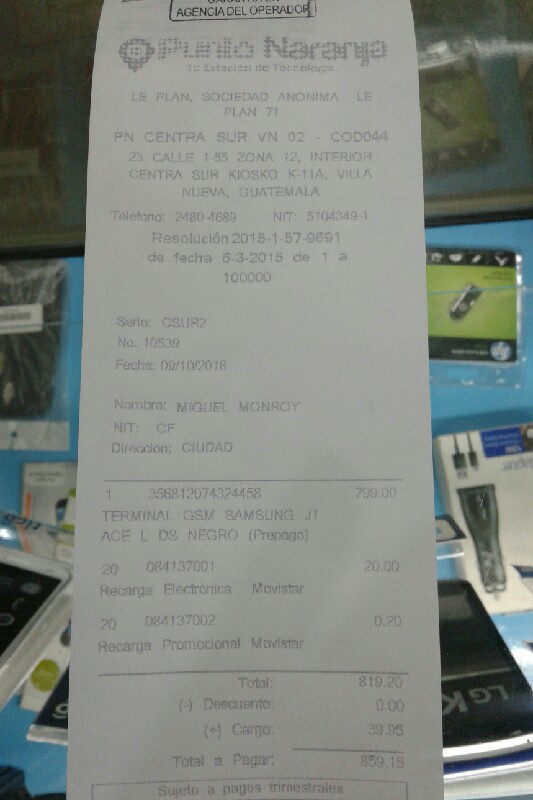 GARANTIA EN
AGENCIA DEL OPERADOR
Punto Naranja
Tu Estación de Tecnología
LE PLAN, SOCIEDAD ANONIMA LE
PLAN 71
PN CENTRA SUR VN 02 - COD044
23 CALLE 1-55 ZONA 12, INTERIOR
CENTRA SUR KIOSKO K-11A, VILLA
NUEVA, GUATEMALA
Teléfono: 2480-4689 NIT: 5104349-1
Resolución 2015-1-57-9691
de fecha 6-3-2015 de 1 a
100000
Serie: CSUR2
No. 10539
Fecha: 09/10/2016
Nombre: MIGUEL MONROY
NIT: CF
Direccion: CIUDAD
1 356812074324458 799.00
TERMINAL GSM SAMSUNG J1
ACE L DS NEGRO (Prepago)
20 084137001 20.00
Recarga Electrónica Movistar
20 084137002 0.20
Recarga Promocional Movistar
Total: 819.20
(-) Descuento: 0.00
(+) Cargo: 39.95
Total a Pagar: 859.15
Sujeto a pagos trimestrales
LG K